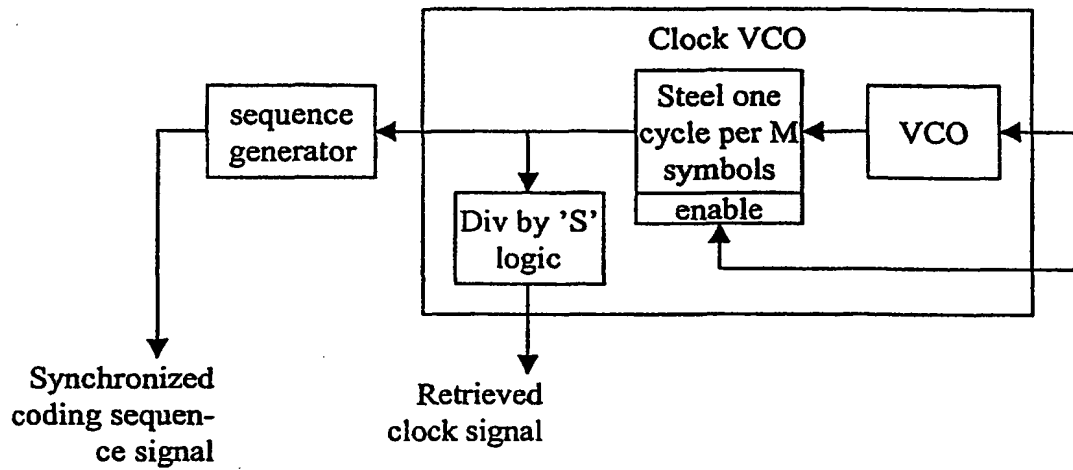 Clock VCO
sequence
generator
Steel one
cycle per M
symbols
enable
VCO
Div by 'S'
logic
Synchronized
coding sequen-
ce signal
Retrieved
clock signal